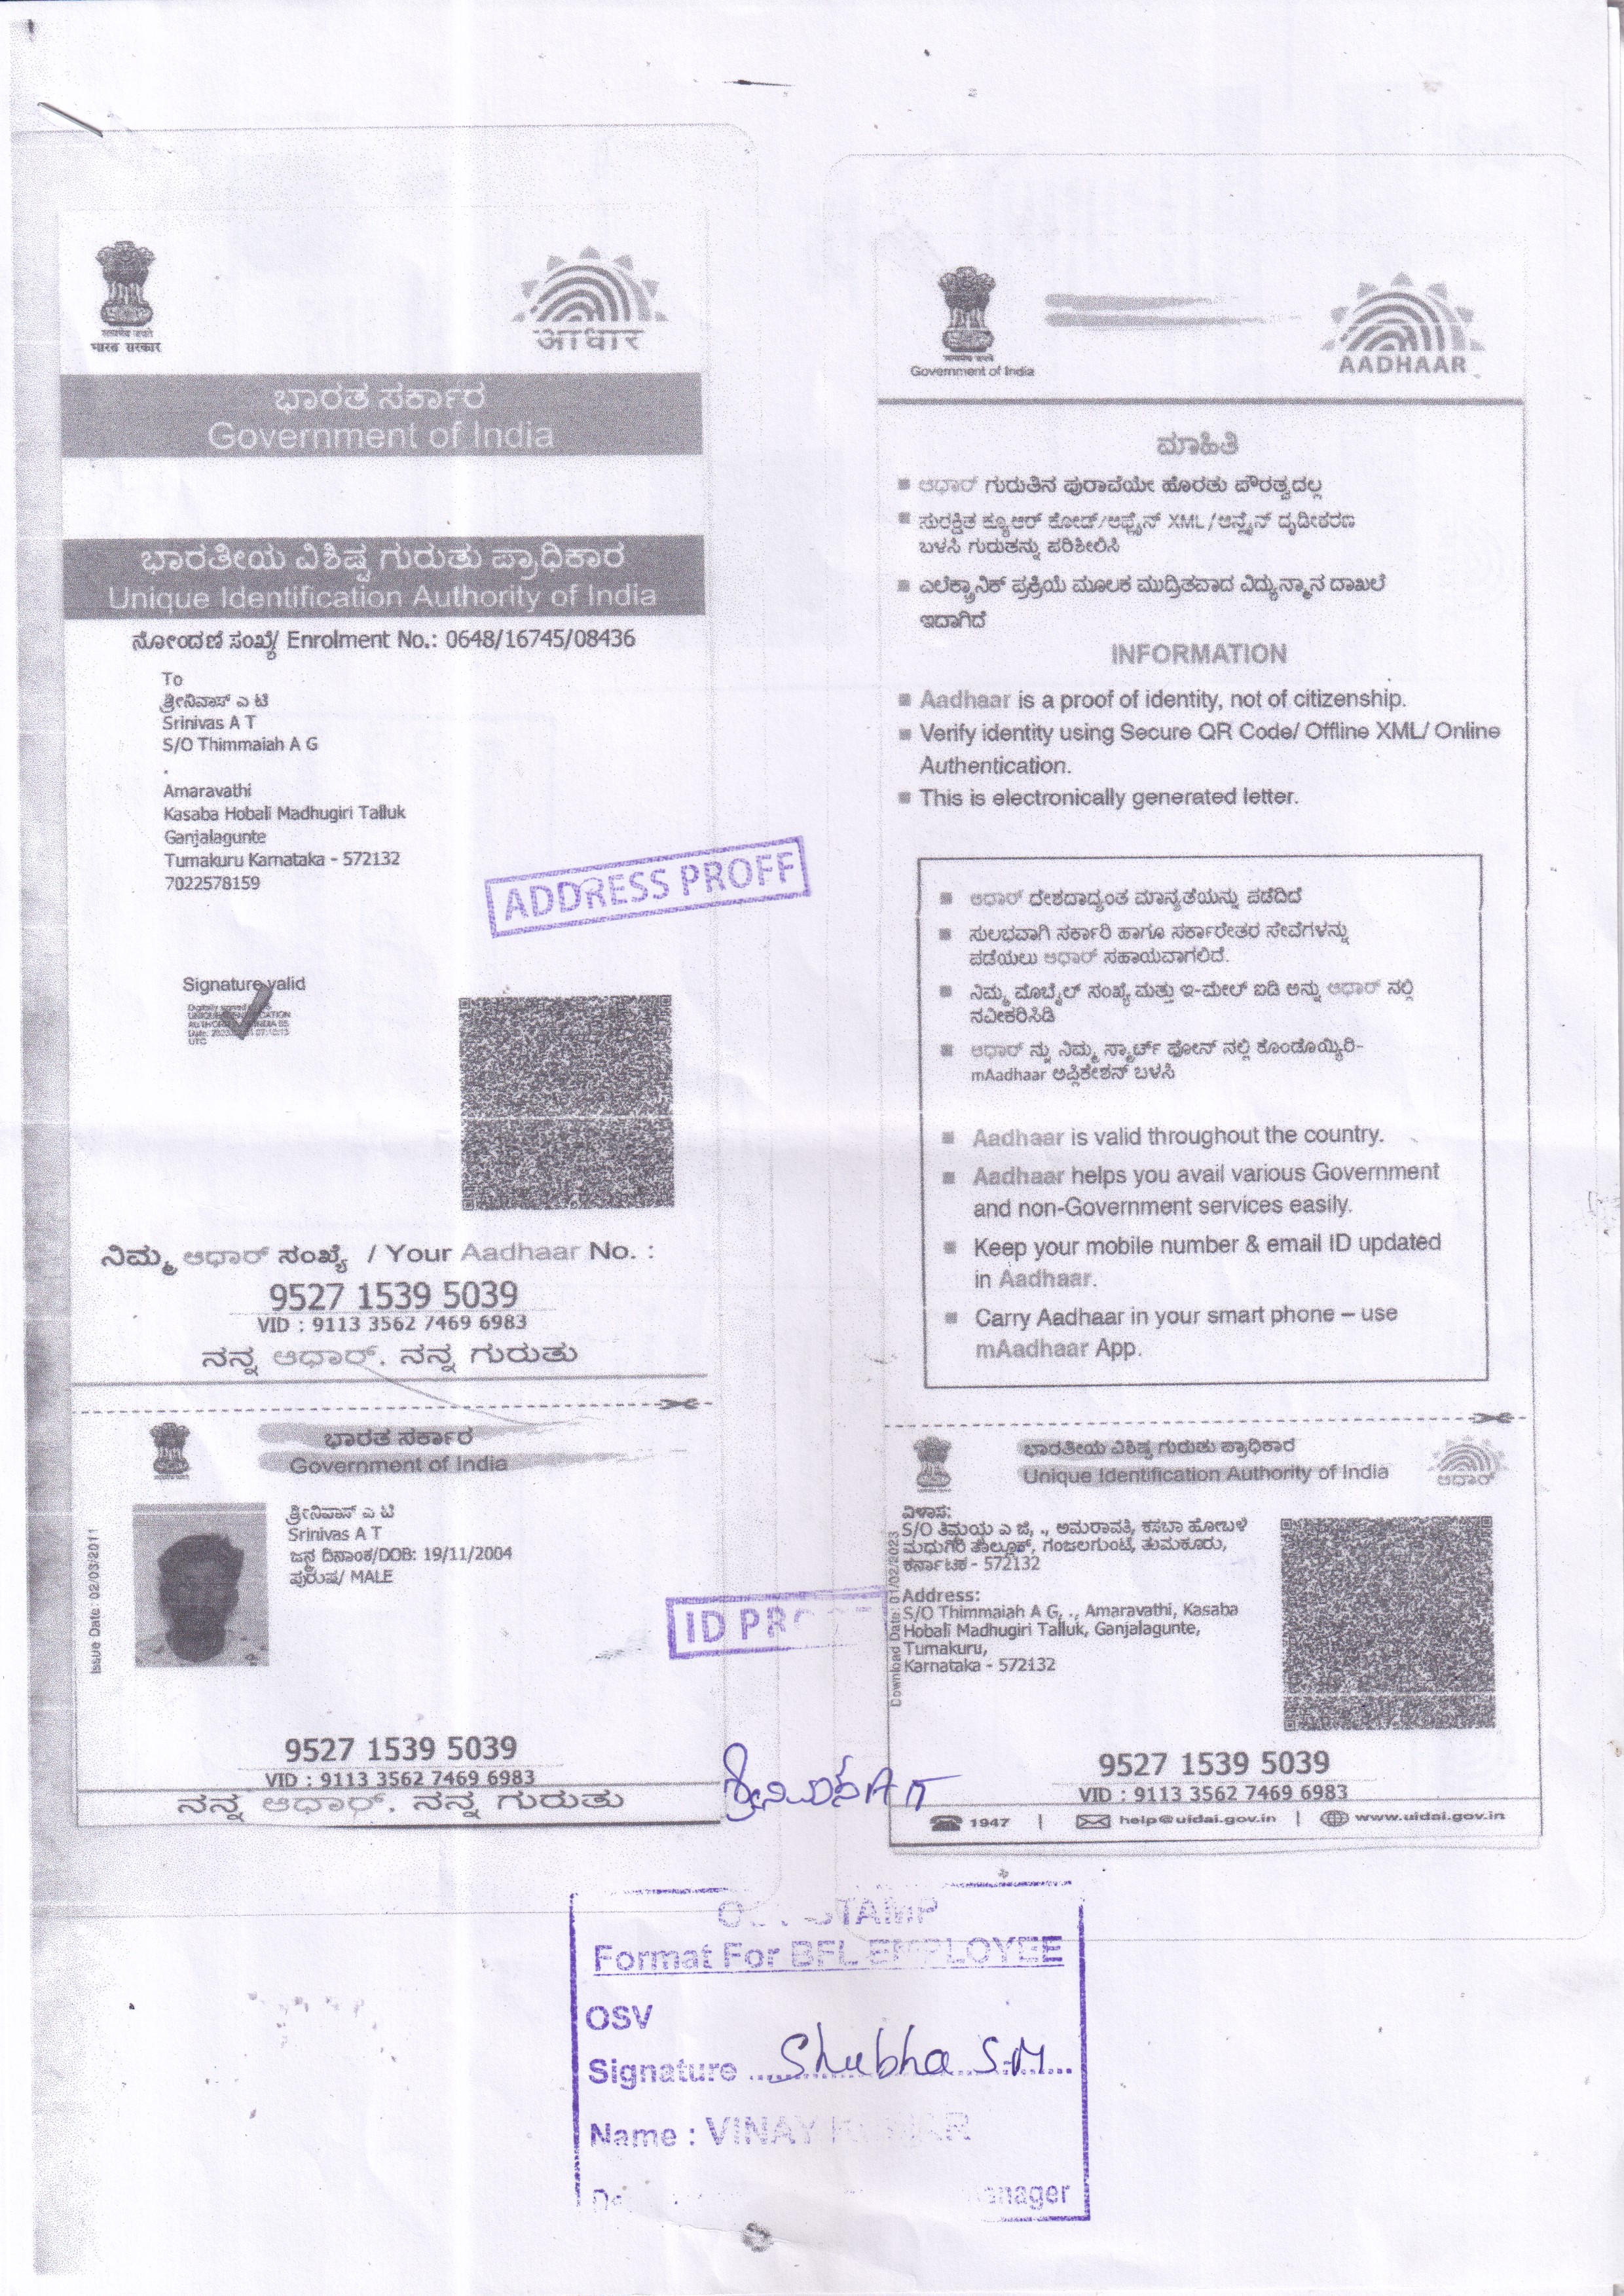 सत्यमेव जयते
भारत सरकार
आधार
ಭಾರತ ಸರ್ಕಾರ
Government of India
ಭಾರತೀಯ ವಿಶಿಷ್ಟ ಗುರುತು ಪ್ರಾಧಿಕಾರ
Unique Identification Authority of India
ನೋಂದಣಿ ಸಂಖ್ಯೆ/ Enrolment No.: 0648/16745/08436
To
ಶ್ರೀನಿವಾಸ್ ಎ ಟಿ
Srinivas A T
S/O Thimmaiah A G
.
Amaravathi
Kasaba Hobali Madhugiri Talluk
Ganjalagunte
Tumakuru Karnataka - 572132
7022578159
ADDRESS PROFF
Signature valid
ನಿಮ್ಮ ಆಧಾರ್ ಸಂಖ್ಯೆ / Your Aadhaar No. :
9527 1539 5039
VID : 9113 3562 7469 6983
ನನ್ನ ಆಧಾರ್, ನನ್ನ ಗುರುತು
ಭಾರತ ಸರ್ಕಾರ
Government of India
Issue Date: 02/03/2011
ಶ್ರೀನಿವಾಸ್ ಎ ಟಿ
Srinivas A T
ಜನ್ಮ ದಿನಾಂಕ/DOB: 19/11/2004
ಪುರುಷ/ MALE
ID
9527 1539 5039
VID : 9113 3562 7469 6983
ನನ್ನ ಆಧಾರ್, ನನ್ನ ಗುರುತು
Government of India
AADHAAR
ಮಾಹಿತಿ
■ ಆಧಾರ್ ಗುರುತಿನ ಪುರಾವೆಯೇ ಹೊರತು ಪೌರತ್ವದಲ್ಲ
■ ಸುರಕ್ಷಿತ ಕ್ಯೂಆರ್ ಕೋಡ್/ಆಫ್ಲೈನ್ XML/ಆನ್ಲೈನ್ ದೃಢೀಕರಣ
ಬಳಸಿ ಗುರುತನ್ನು ಪರಿಶೀಲಿಸಿ
■ ಎಲೆಕ್ಟ್ರಾನಿಕ್ ಪ್ರಕ್ರಿಯೆ ಮೂಲಕ ಮುದ್ರಿತವಾದ ವಿದ್ಯುನ್ಮಾನ ದಾಖಲೆ
ಇದಾಗಿದೆ
INFORMATION
■ Aadhaar is a proof of identity, not of citizenship.
■ Verify identity using Secure QR Code/ Offline XML/ Online
Authentication.
■ This is electronically generated letter.
■ ಆಧಾರ್ ದೇಶದಾದ್ಯಂತ ಮಾನ್ಯತೆಯನ್ನು ಪಡೆದಿದೆ
■ ಸುಲಭವಾಗಿ ಸರ್ಕಾರಿ ಹಾಗೂ ಸರ್ಕಾರೇತರ ಸೇವೆಗಳನ್ನು
ಪಡೆಯಲು ಆಧಾರ್ ಸಹಾಯವಾಗಲಿದೆ.
■ ನಿಮ್ಮ ಮೊಬೈಲ್ ಸಂಖ್ಯೆ ಮತ್ತು ಇ-ಮೇಲ್ ಐಡಿ ಅನ್ನು ಆಧಾರ್ ನಲ್ಲಿ
ನವೀಕರಿಸಿಡಿ
■ ಆಧಾರ್ ನ್ನು ನಿಮ್ಮ ಸ್ಮಾರ್ಟ್ ಫೋನ್ ನಲ್ಲಿ ಕೊಂಡೊಯ್ಯಿರಿ-
mAadhaar ಅಪ್ಲಿಕೇಶನ್ ಬಳಸಿ
■ Aadhaar is valid throughout the country.
■ Aadhaar helps you avail various Government
and non-Government services easily.
■ Keep your mobile number & email ID updated
in Aadhaar.
■ Carry Aadhaar in your smart phone – use
mAadhaar App.
ಭಾರತೀಯ ವಿಶಿಷ್ಟ ಗುರುತು ಪ್ರಾಧಿಕಾರ
Unique Identification Authority of India
ಆಧಾರ್
Download Date: 01/02/2023
ವಿಳಾಸ:
S/O ತಿಮ್ಮಯ ಎ ಜಿ, ., ಅಮರಾವತಿ, ಕಸಬಾ ಹೋಬಳಿ
ಮಧುಗಿರಿ ತಾಲ್ಲೂಕ್, ಗಂಜಲಗುಂಟೆ, ತುಮಕೂರು,
ಕರ್ನಾಟಕ - 572132
Address:
S/O Thimmaiah A G, ., Amaravathi, Kasaba
Hobali Madhugiri Talluk, Ganjalagunte,
Tumakuru,
Karnataka - 572132
9527 1539 5039
VID : 9113 3562 7469 6983
1947 | help@uidai.gov.in | www.uidai.gov.in
ಶ್ರೀನಿವಾಸ A T
STAMP
Format For BFL EMPLOYEE
OSV
Signature Shubha S.M
Name : VINAY KUMAR